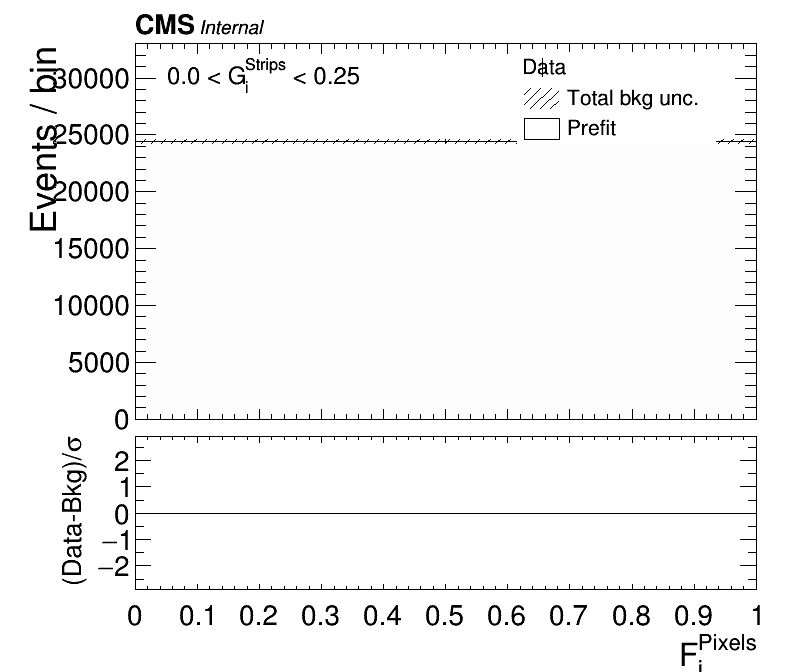 CMS Internal
Events / bin
30000
25000
20000
15000
10000
5000
0
0.0 < G_i^Strips < 0.25
Data
Total bkg unc.
Prefit
(Data-Bkg)/σ
2
1
0
−1
−2
0 0.1 0.2 0.3 0.4 0.5 0.6 0.7 0.8 0.9 1
F_i^Pixels